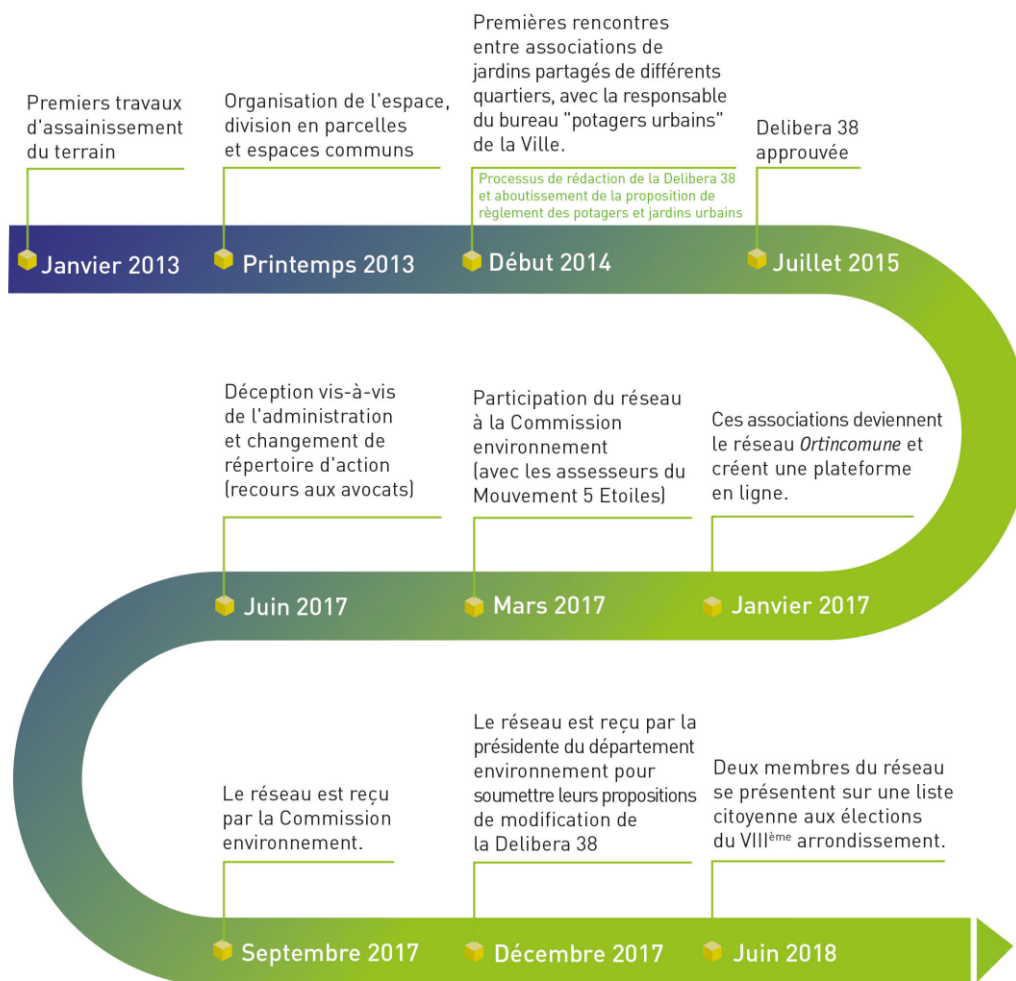 Premiers travaux
d'assainissement
du terrain
Janvier 2013
Organisation de l'espace,
division en parcelles
et espaces communs
Printemps 2013
Premières rencontres
entre associations de
jardins partagés de différents
quartiers, avec la responsable
du bureau "potagers urbains"
de la Ville.
Processus de rédaction de la Delibera 38
et aboutissement de la proposition de
règlement des potagers et jardins urbains
Début 2014
Delibera 38
approuvée
Juillet 2015
Ces associations deviennent
le réseau Ortincomune et
créent une plateforme
en ligne.
Janvier 2017
Participation du réseau
à la Commission
environnement
(avec les assesseurs du
Mouvement 5 Etoiles)
Mars 2017
Déception vis-à-vis
de l'administration
et changement de
répertoire d'action
(recours aux avocats)
Juin 2017
Le réseau est reçu
par la Commission
environnement.
Septembre 2017
Le réseau est reçu par la
présidente du département
environnement pour
soumettre leurs propositions
de modification de
la Delibera 38
Décembre 2017
Deux membres du réseau
se présentent sur une liste
citoyenne aux élections
du VIIIème arrondissement.
Juin 2018